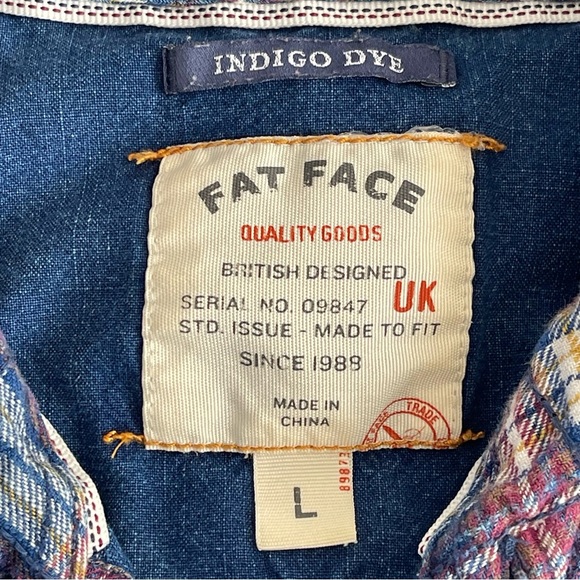 INDIGO DYE
FAT FACE
QUALITY GOODS
BRITISH DESIGNED
UK
SERIAL NO. 09847
STD. ISSUE - MADE TO FIT
SINCE 1988
MADE IN
CHINA
TRADE
L